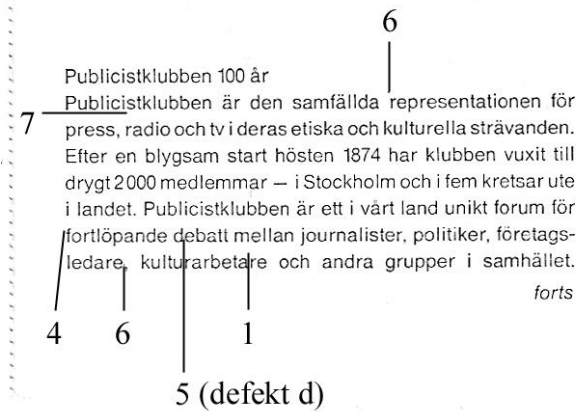 6
Publicistklubben 100 år
Publicistklubben är den samfällda representationen för
7
press, radio och tv i deras etiska och kulturella strävanden.
Efter en blygsam start hösten 1874 har klubben vuxit till
drygt 2000 medlemmar – i Stockholm och i fem kretsar ute
i landet. Publicistklubben är ett i vårt land unikt forum för
fortlöpande debatt mellan journalister, politiker, företags-
ledare, kulturarbetare och andra grupper i samhället.
forts
4 6 1
5 (defekt d)